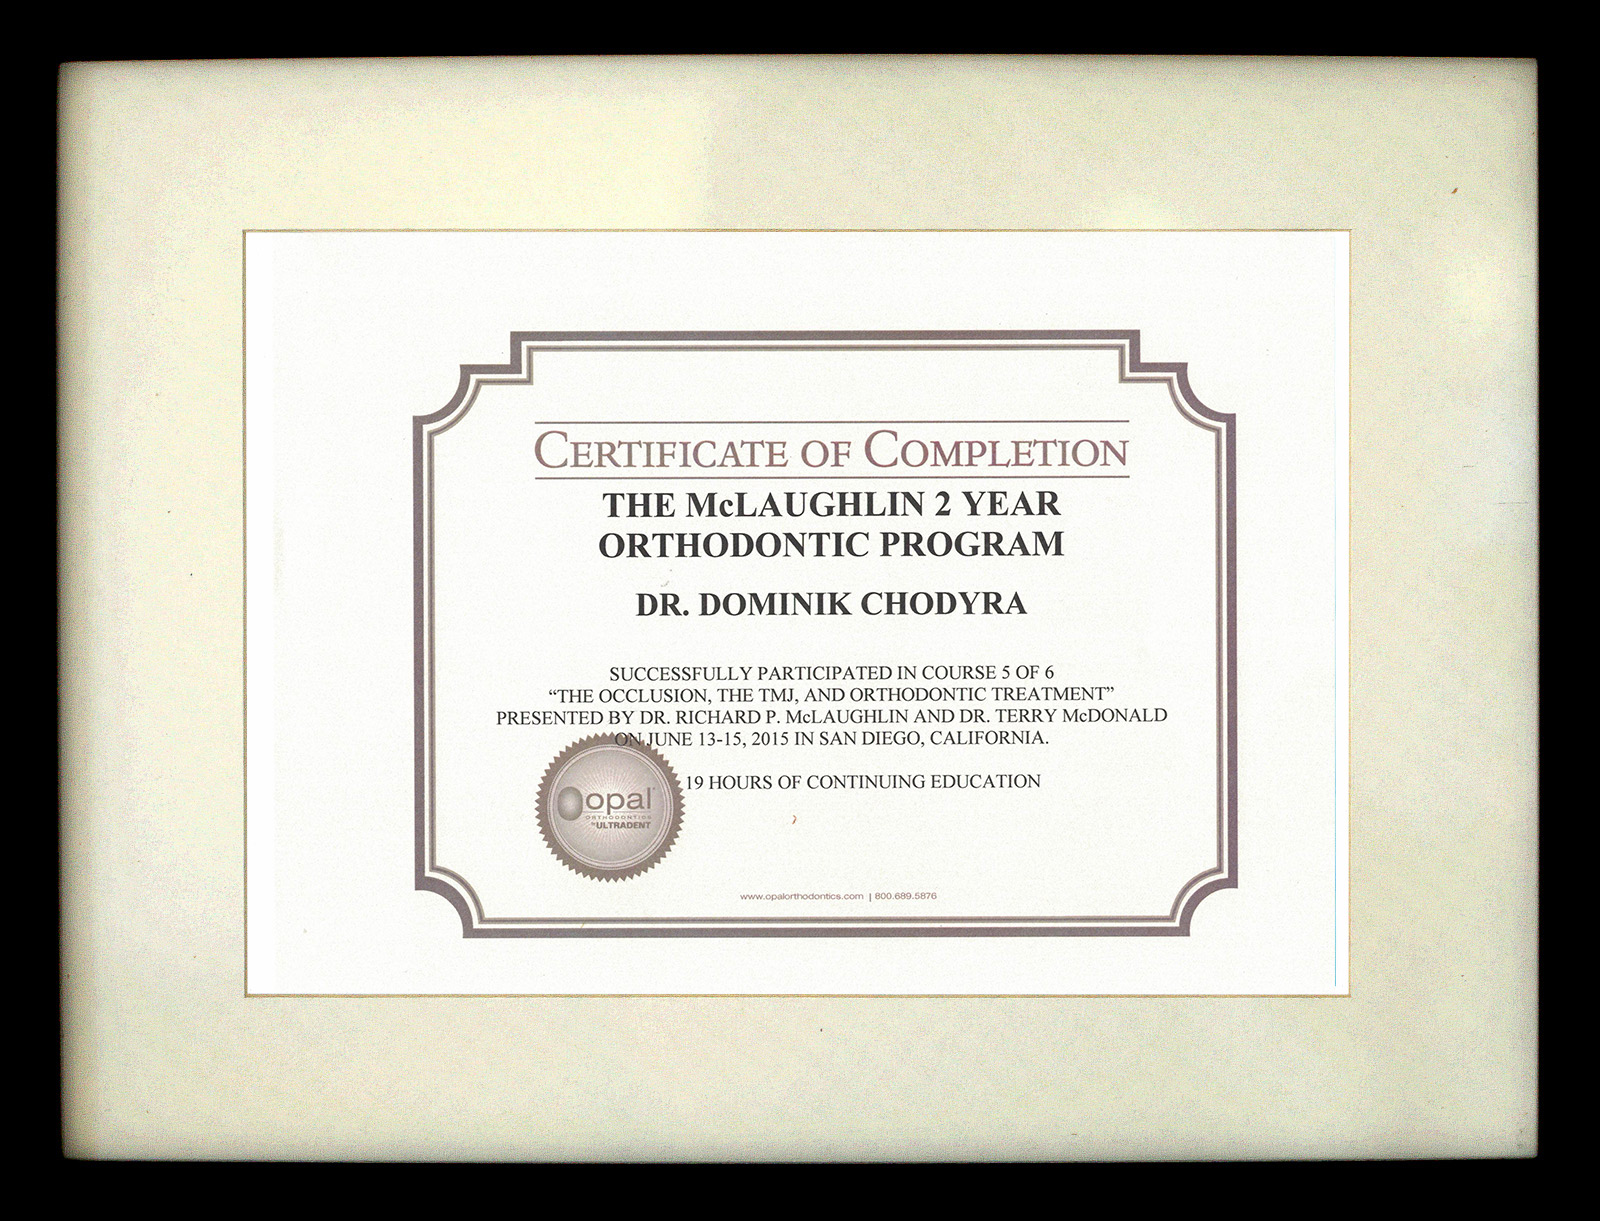 CERTIFICATE OF COMPLETION
THE McLAUGHLIN 2 YEAR
ORTHODONTIC PROGRAM
DR. DOMINIK CHODYRA
SUCCESSFULLY PARTICIPATED IN COURSE 5 OF 6
“THE OCCLUSION, THE TMJ, AND ORTHODONTIC TREATMENT”
PRESENTED BY DR. RICHARD P. McLAUGHLIN AND DR. TERRY McDONALD
ON JUNE 13-15, 2015 IN SAN DIEGO, CALIFORNIA.
19 HOURS OF CONTINUING EDUCATION
opal
ORTHODONTICS
by ULTRADENT
www.opalorthodontics.com | 800.689.5876